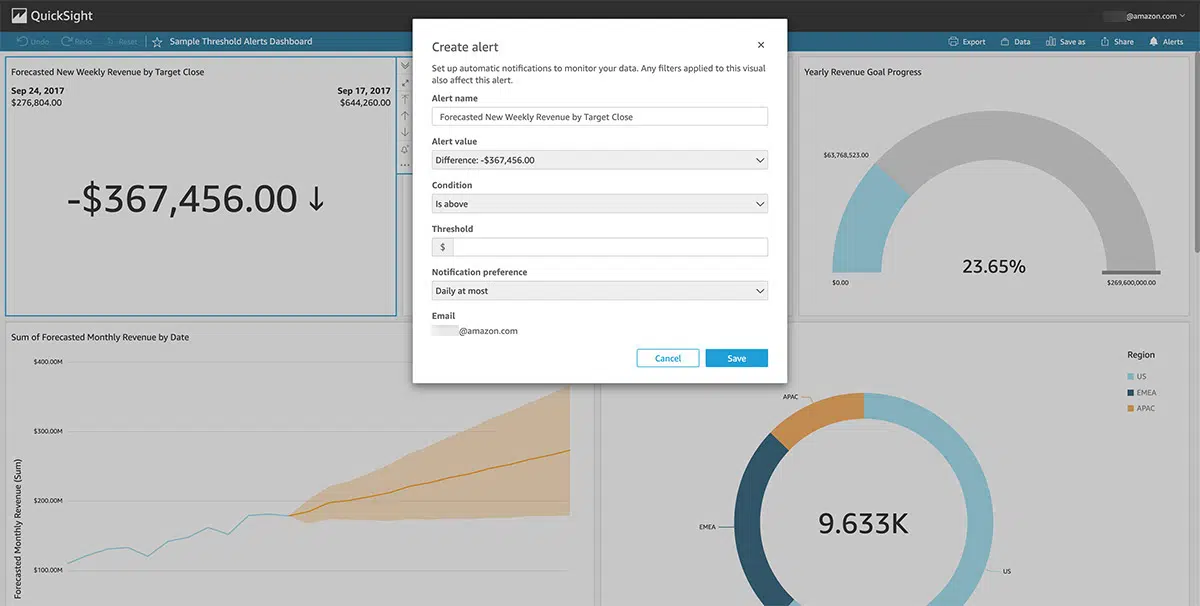 QuickSight
@amazon.com
Undo
Redo
Reset
Sample Threshold Alerts Dashboard
Export
Data
Save as
Share
Alerts
Forecasted New Weekly Revenue by Target Close
Sep 24, 2017
Sep 17, 2017
$276,804.00
$644,260.00
-$367,456.00
Create alert
Set up automatic notifications to monitor your data. Any filters applied to this visual
also affect this alert.
Alert name
Forecasted New Weekly Revenue by Target Close
Alert value
Difference: -$367,456.00
Condition
Is above
Threshold
$
Notification preference
Daily at most
Email
@amazon.com
Cancel
Save
Yearly Revenue Goal Progress
$63,768,523.00
23.65%
$0.00
$269,600,000.00
Sum of Forecasted Monthly Revenue by Date
Forecasted Monthly Revenue (Sum)
$400.00M
$300.00M
$200.00M
$100.00M
Region
US
EMEA
APAC
APAC
EMEA
9.633K
US